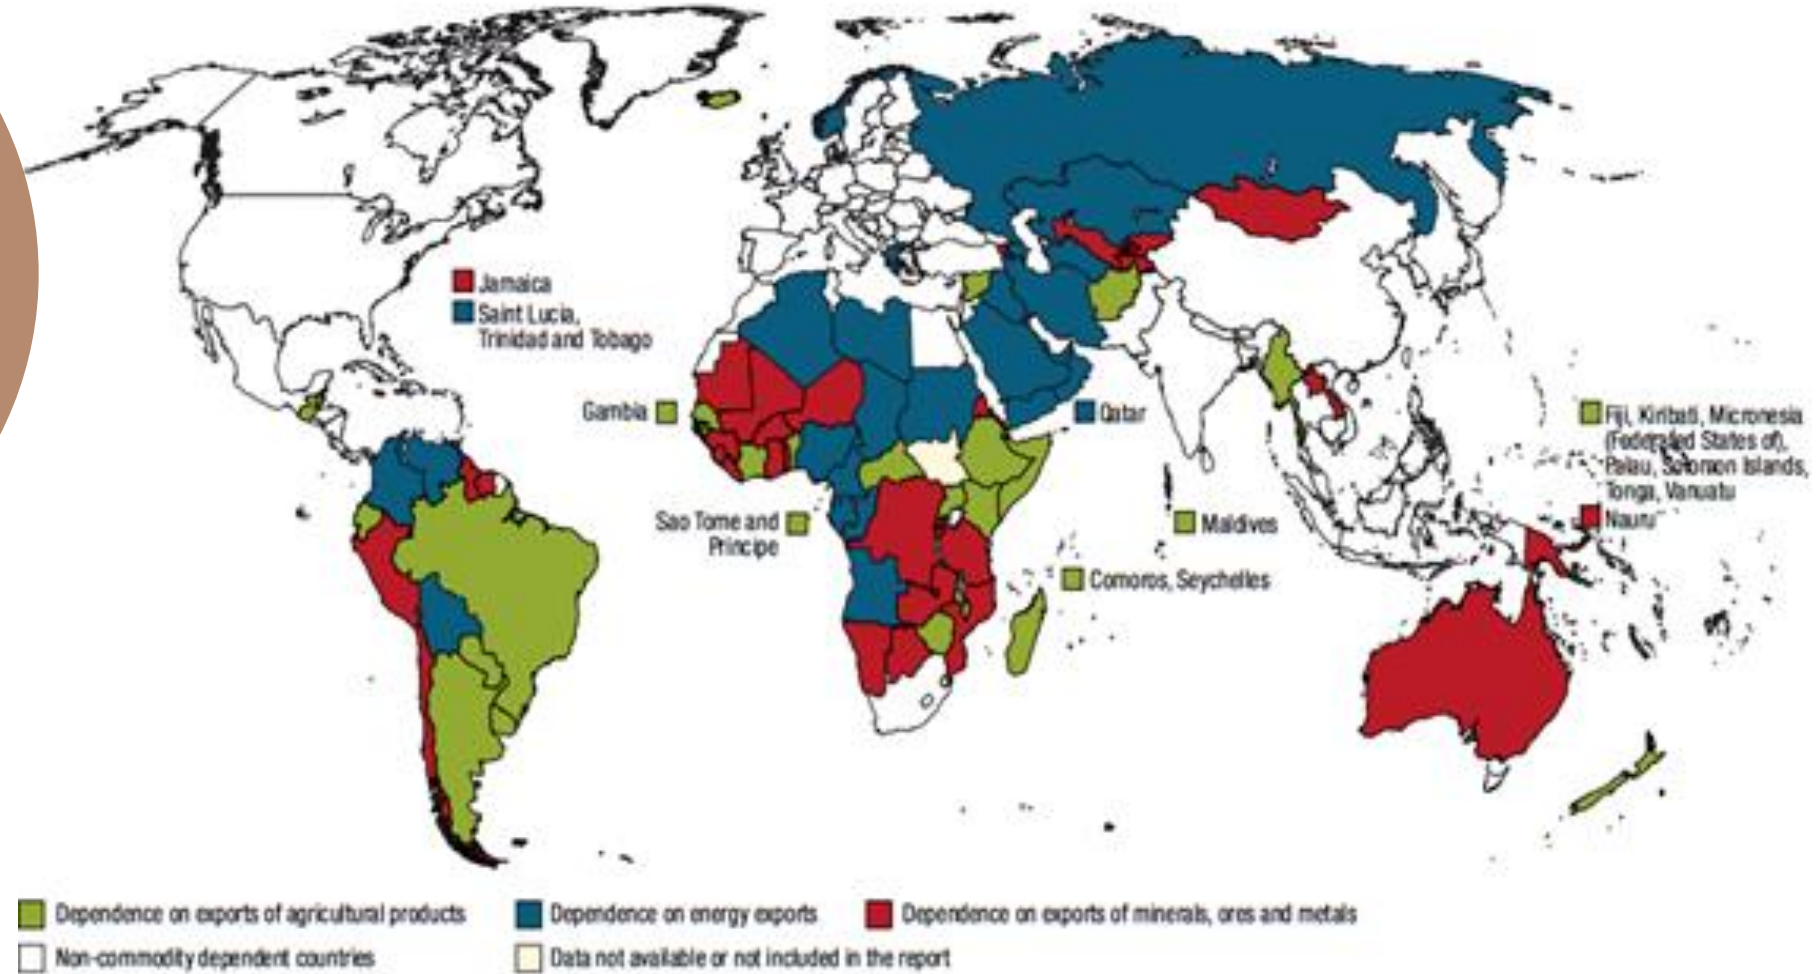 Jamaica
Saint Lucia,
Trinidad and Tobago
Gambia
Qatar
Fiji, Kiribati, Micronesia
(Federated States of),
Palau, Solomon Islands,
Tonga, Vanuatu
Nauru
Sao Tome and
Principe
Maldives
Comoros, Seychelles
Dependence on exports of agricultural products
Dependence on energy exports
Dependence on exports of minerals, ores and metals
Non-commodity dependent countries
Data not available or not included in the report